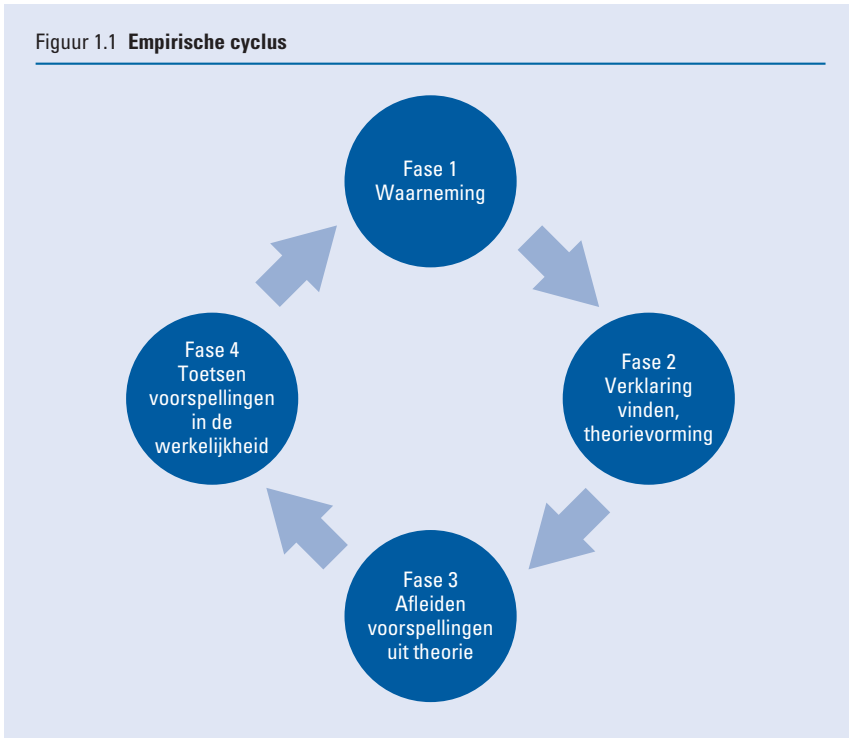 Figuur 1.1 Empirische cyclus
Fase 1
Waarneming
Fase 2
Verklaring
vinden,
theorievorming
Fase 3
Afleiden
voorspellingen
uit theorie
Fase 4
Toetsen
voorspellingen
in de
werkelijkheid